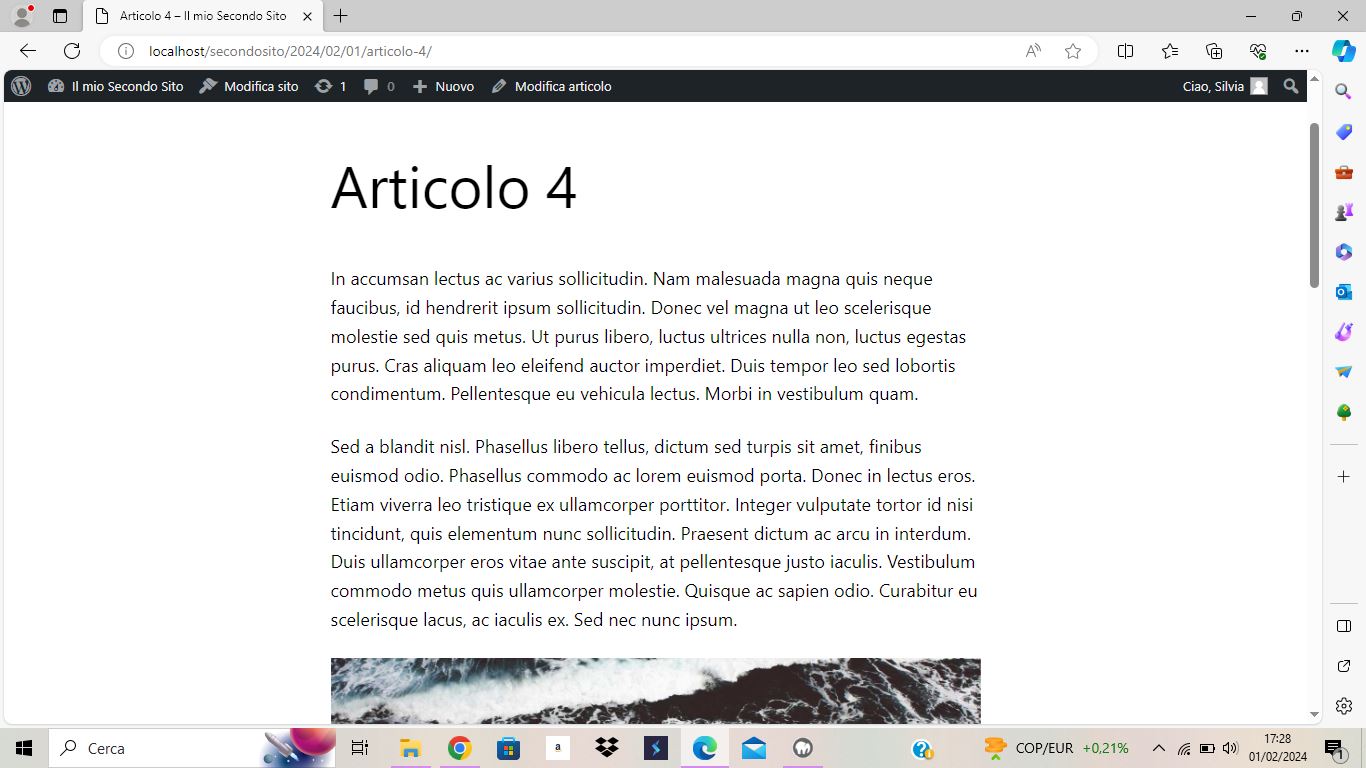 Articolo 4 – Il mio Secondo Sito
localhost/secondosito/2024/02/01/articolo-4/
Il mio Secondo Sito Modifica sito 1 0 Nuovo Modifica articolo Ciao, Silvia
Articolo 4
In accumsan lectus ac varius sollicitudin. Nam malesuada magna quis neque
faucibus, id hendrerit ipsum sollicitudin. Donec vel magna ut leo scelerisque
molestie sed quis metus. Ut purus libero, luctus ultrices nulla non, luctus egestas
purus. Cras aliquam leo eleifend auctor imperdiet. Duis tempor leo sed lobortis
condimentum. Pellentesque eu vehicula lectus. Morbi in vestibulum quam.
Sed a blandit nisl. Phasellus libero tellus, dictum sed turpis sit amet, finibus
euismod odio. Phasellus commodo ac lorem euismod porta. Donec in lectus eros.
Etiam viverra leo tristique ex ullamcorper porttitor. Integer vulputate tortor id nisi
tincidunt, quis elementum nunc sollicitudin. Praesent dictum ac arcu in interdum.
Duis ullamcorper eros vitae ante suscipit, at pellentesque justo iaculis. Vestibulum
commodo metus quis ullamcorper molestie. Quisque ac sapien odio. Curabitur eu
scelerisque lacus, ac iaculis ex. Sed nec nunc ipsum.
Cerca a COP/EUR +0,21% 17:28
01/02/2024 1